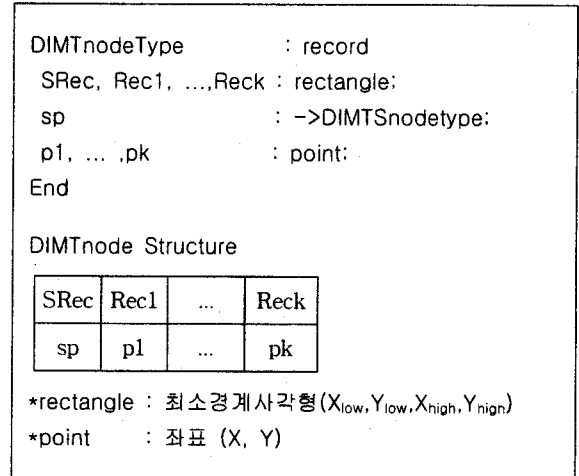 DIMTnodeType : record
SRec, Rec1, ...,Reck : rectangle;
sp : ->DIMTSnodetype;
p1, ... ,pk : point;
End
DIMTnode Structure
SRec Rec1 ... Reck
sp p1 ... pk
*rectangle : 최소경계사각형(Xlow,Ylow,Xhigh,Yhigh)
*point : 좌표 (X, Y)